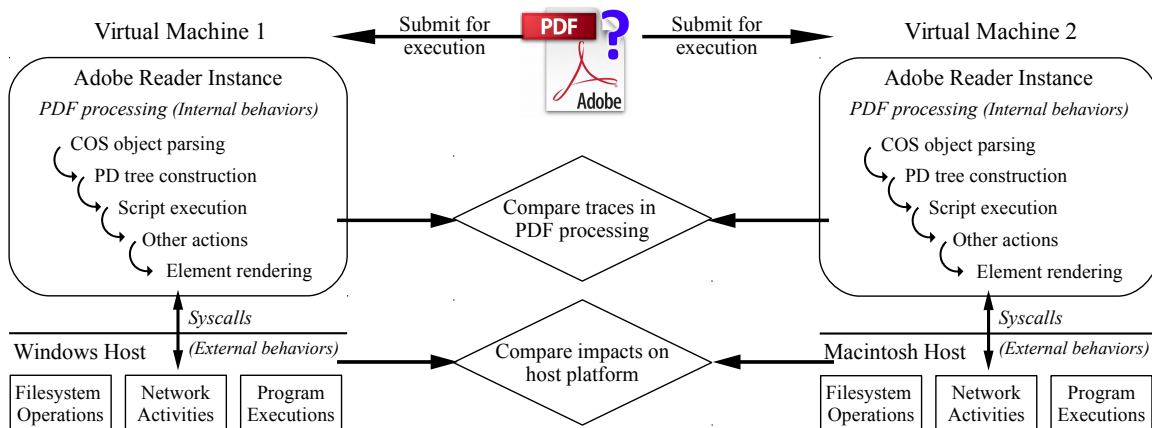 Virtual Machine 1
Submit for
execution
PDF
?
Adobe
Submit for
execution
Virtual Machine 2
Adobe Reader Instance
PDF processing (Internal behaviors)
COS object parsing
PD tree construction
Script execution
Other actions
Element rendering
Compare traces in
PDF processing
Adobe Reader Instance
PDF processing (Internal behaviors)
COS object parsing
PD tree construction
Script execution
Other actions
Element rendering
Syscalls
(External behaviors)
Windows Host
Filesystem
Operations
Network
Activities
Program
Executions
Compare impacts on
host platform
Syscalls
(External behaviors)
Macintosh Host
Filesystem
Operations
Network
Activities
Program
Executions